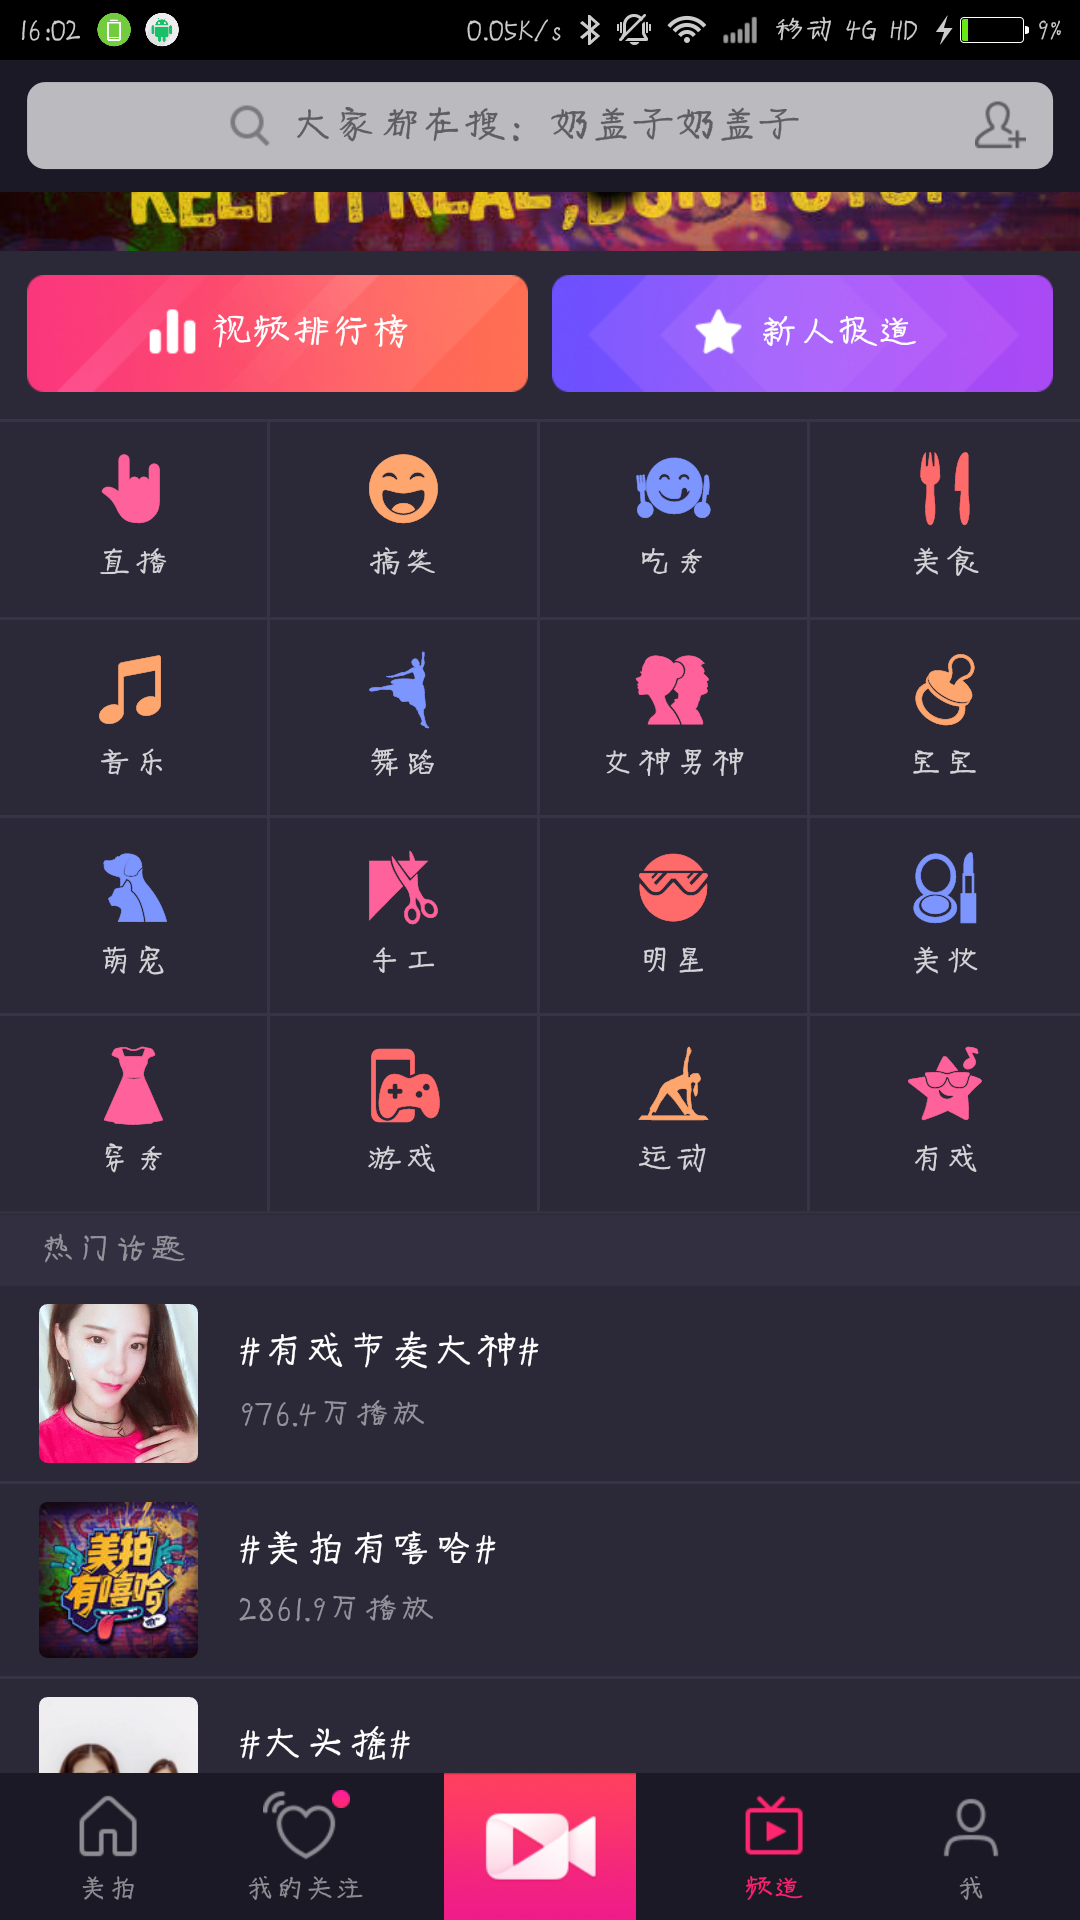 16:02 0.05K/s 移动 4G HD 9%
大家都在搜：奶盖子奶盖子
KEEP IT REAL,DON'T
视频排行榜 新人报道
直播 搞笑 吃秀 美食
音乐 舞蹈 女神男神 宝宝
萌宠 手工 明星 美妆
穿秀 游戏 运动 有戏
热门话题
#有戏节奏大神#
976.4万播放
美拍
有嘻哈
#美拍有嘻哈#
2861.9万播放
#大头摇#
美拍 我的关注 频道 我